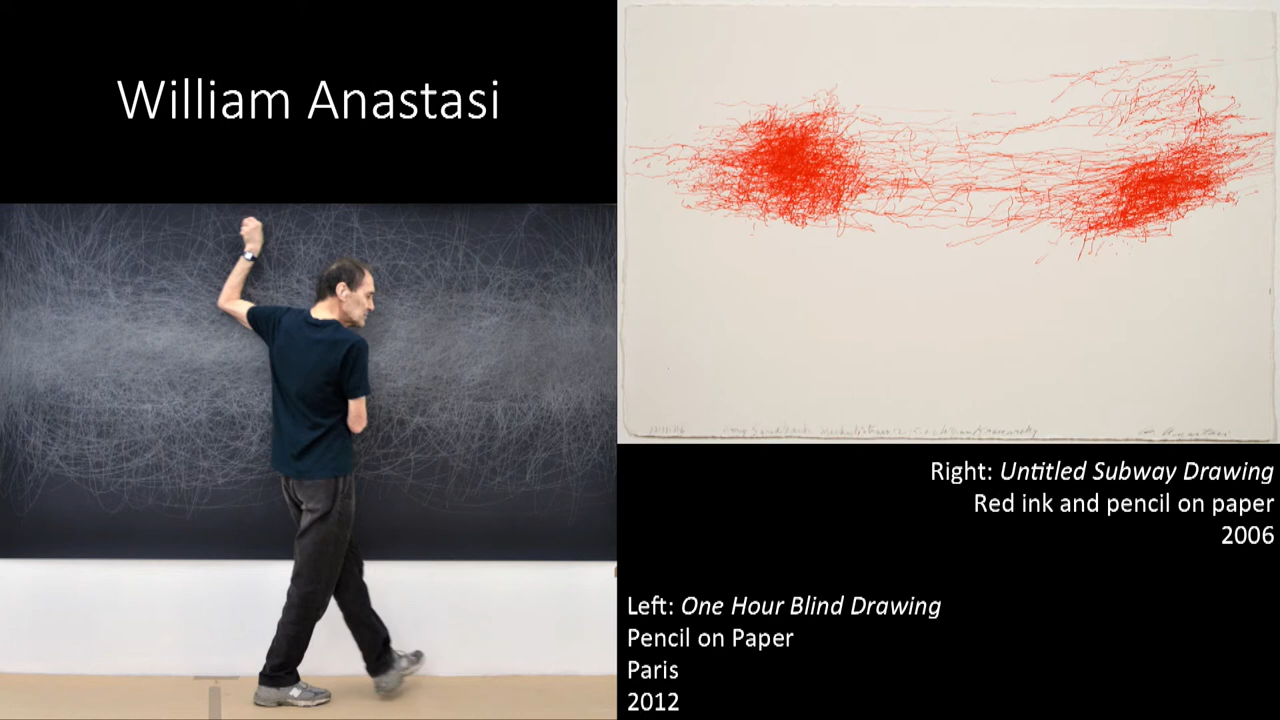 William Anastasi
Right: Untitled Subway Drawing
Red ink and pencil on paper
2006
Left: One Hour Blind Drawing
Pencil on Paper
Paris
2012